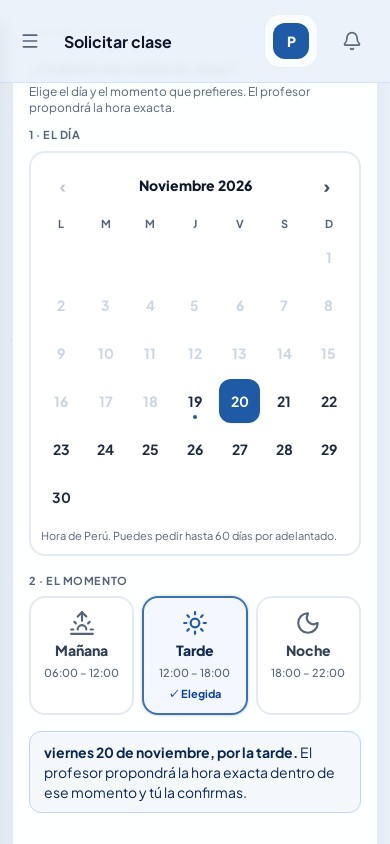 Solicitar clase
P
Elige el día y el momento que prefieres. El profesor
propondrá la hora exacta.
1 · EL DÍA
‹ Noviembre 2026 ›
L M M J V S D
1
2 3 4 5 6 7 8
9 10 11 12 13 14 15
16 17 18 19 20 21 22
23 24 25 26 27 28 29
30
Hora de Perú. Puedes pedir hasta 60 días por adelantado.
2 · EL MOMENTO
Mañana Tarde Noche
06:00 – 12:00 12:00 – 18:00 18:00 – 22:00
✓ Elegida
viernes 20 de noviembre, por la tarde. El
profesor propondrá la hora exacta dentro de
ese momento y tú la confirmas.